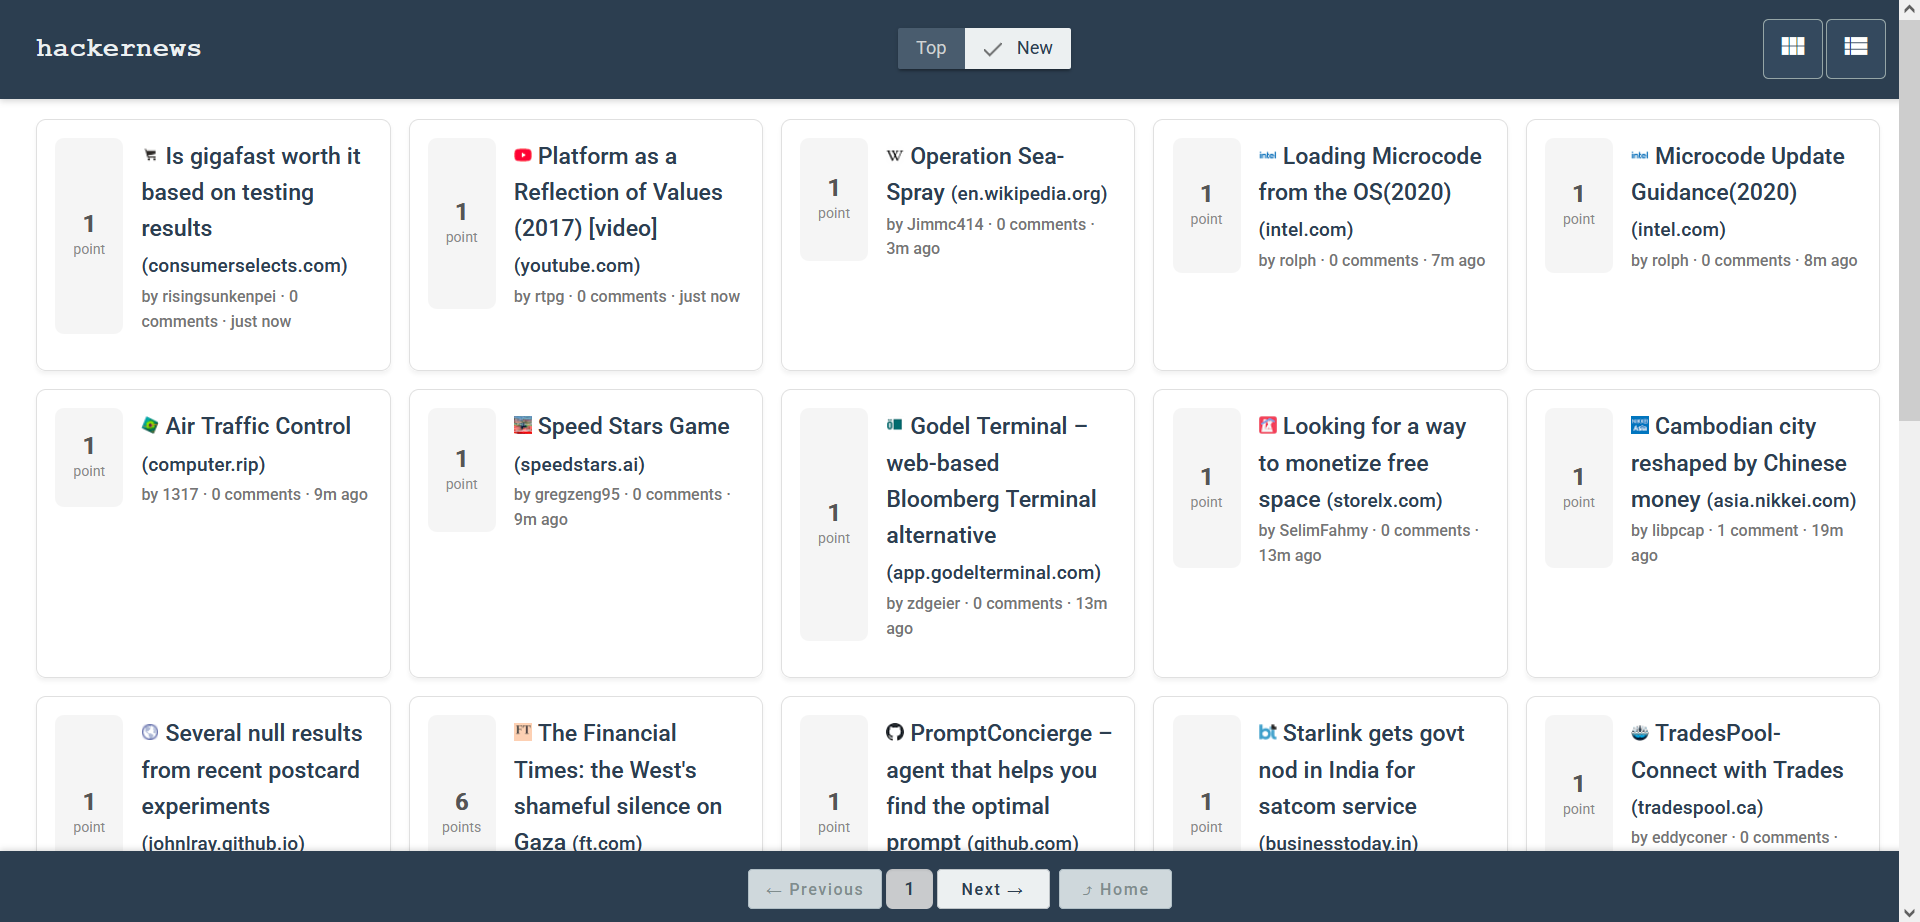 hackernews
Top
New
1
point
Is gigafast worth it
based on testing
results
(consumerselects.com)
by risingsunkenpei · 0
comments · just now
1
point
Platform as a
Reflection of Values
(2017) [video]
(youtube.com)
by rtpg · 0 comments · just now
1
point
Operation Sea-
Spray (en.wikipedia.org)
by Jimmc414 · 0 comments ·
3m ago
1
point
intel
Loading Microcode
from the OS(2020)
(intel.com)
by rolph · 0 comments · 7m ago
1
point
intel
Microcode Update
Guidance(2020)
(intel.com)
by rolph · 0 comments · 8m ago
1
point
Air Traffic Control
(computer.rip)
by 1317 · 0 comments · 9m ago
1
point
Speed Stars Game
(speedstars.ai)
by gregzeng95 · 0 comments ·
9m ago
1
point
Godel Terminal –
web-based
Bloomberg Terminal
alternative
(app.godelterminal.com)
by zdgeier · 0 comments · 13m
ago
1
point
Looking for a way
to monetize free
space (storelx.com)
by SelimFahmy · 0 comments ·
13m ago
1
point
Cambodian city
reshaped by Chinese
money (asia.nikkei.com)
by libpcap · 1 comment · 19m
ago
1
point
Several null results
from recent postcard
experiments
(johnlray.github.io)
6
points
FT
The Financial
Times: the West's
shameful silence on
Gaza (ft.com)
1
point
PromptConcierge –
agent that helps you
find the optimal
prompt (github.com)
1
point
bt
Starlink gets govt
nod in India for
satcom service
(businesstoday.in)
1
point
TradesPool-
Connect with Trades
(tradespool.ca)
by eddyconer · 0 comments ·
← Previous
1
Next →
⤴ Home